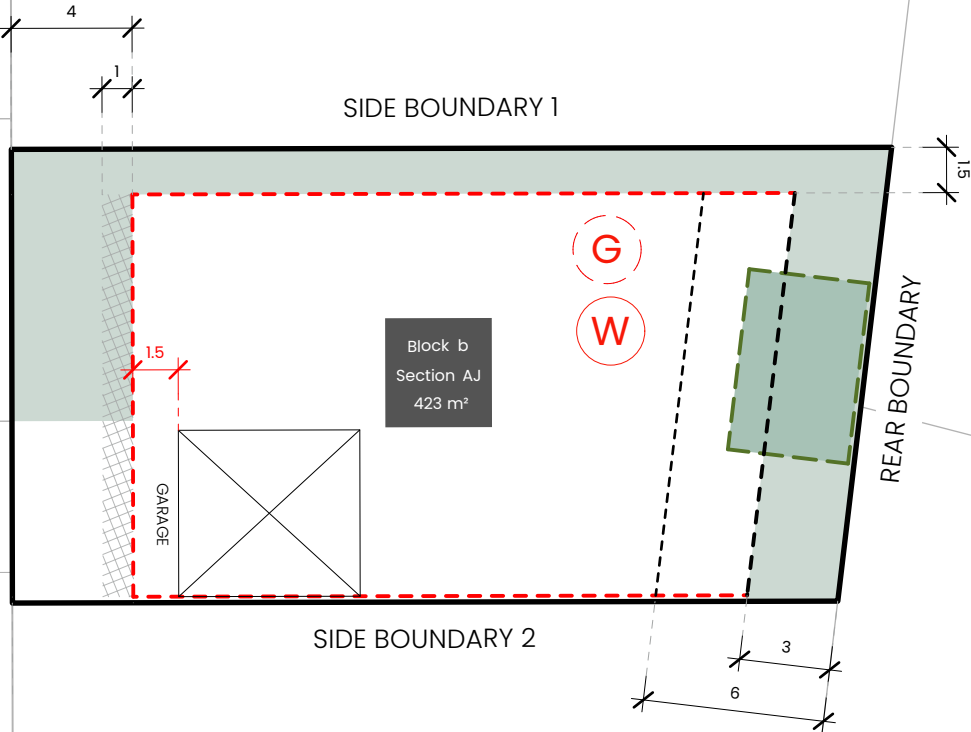 4
1
SIDE BOUNDARY 1
1.5
G
W
1.5
Block b
Section AJ
423 m²
REAR BOUNDARY
GARAGE
SIDE BOUNDARY 2
3
6